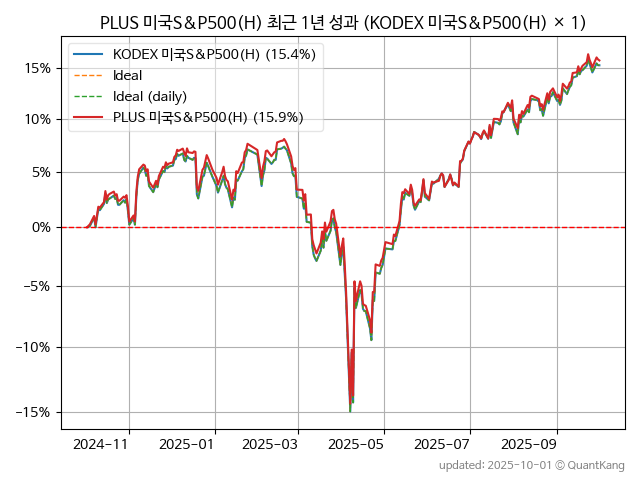 PLUS 미국S&P500(H) 최근 1년 성과 (KODEX 미국S&P500(H) × 1)
KODEX 미국S&P500(H) (15.4%)
Ideal
Ideal (daily)
PLUS 미국S&P500(H) (15.9%)
15%
10%
5%
0%
−5%
−10%
−15%
2024-11 2025-01 2025-03 2025-05 2025-07 2025-09
updated: 2025-10-01 © QuantKang